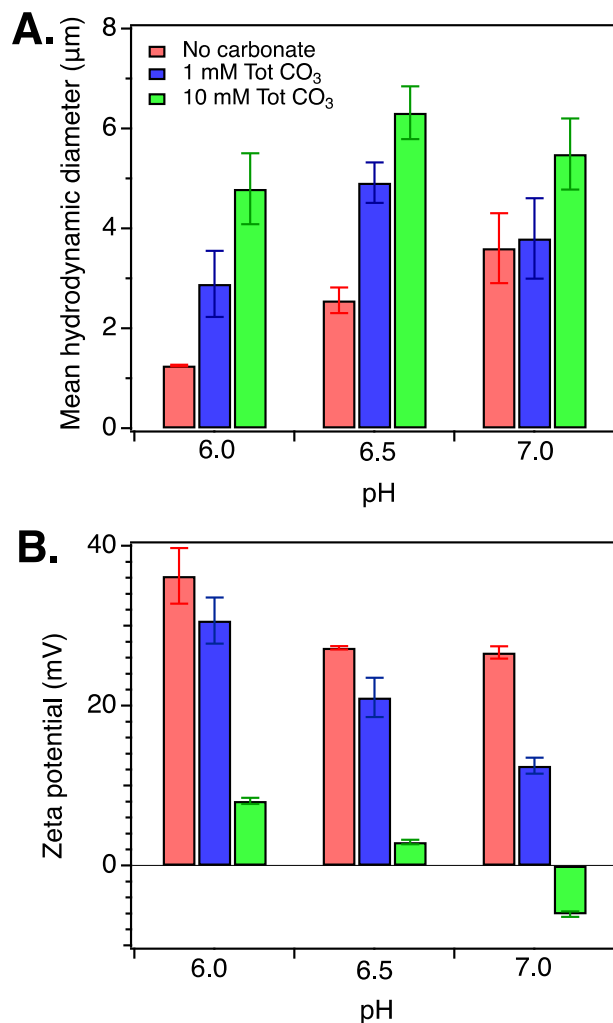 A.
Mean hydrodynamic diameter (μm)
8
6
4
2
0
No carbonate
1 mM Tot CO₃
10 mM Tot CO₃
6.0 6.5 7.0
pH
B.
Zeta potential (mV)
40
20
0
6.0 6.5 7.0
pH